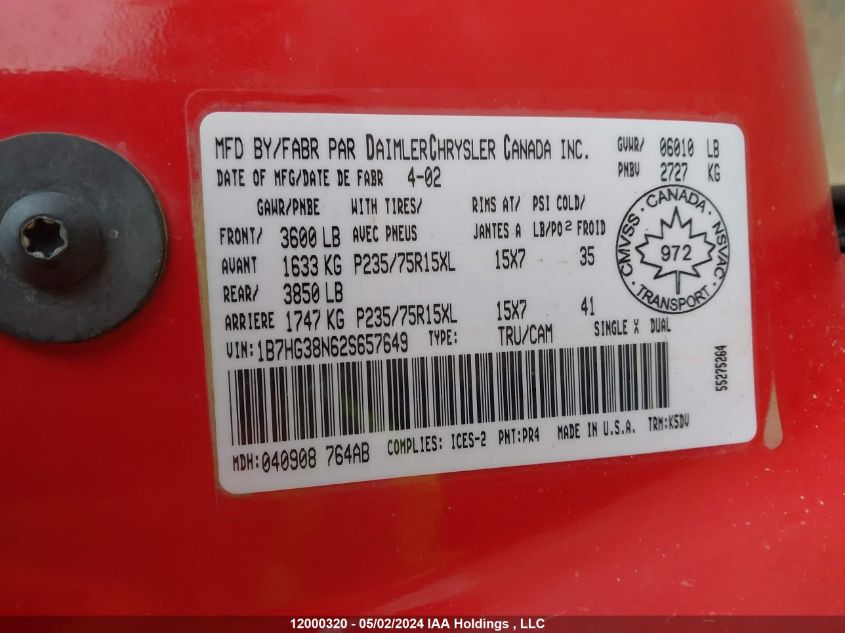 MFD BY/FABR PAR DAIMLERCHRYSLER CANADA INC. GVWR/ 06010 LB
DATE OF MFG/DATE DE FABR 4-02 PNBV 2727 KG
GAWR/PNBE WITH TIRES/ RIMS AT/ PSI COLD/
FRONT/ 3600 LB AVEC PNEUS JANTES A LB/PO2 FROID
AVANT 1633 KG P235/75R15XL 15X7 35
REAR/ 3850 LB
ARRIERE 1747 KG P235/75R15XL 15X7 41
CMVSS · CANADA · NSVAC · TRANSPORT ·
972
VIN:1B7HG38N62S657649 TYPE: TRU/CAM SINGLE X DUAL
55275264
MDH:040908 764AB COMPLIES: ICES-2 PNT:PR4 MADE IN U.S.A. TRM:K5DV
12000320 - 05/02/2024 IAA Holdings , LLC